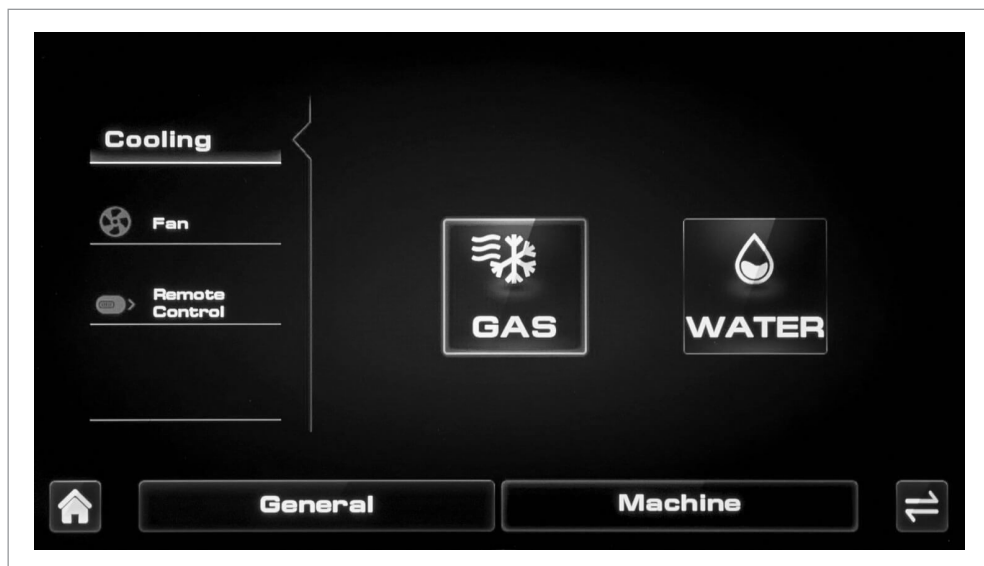 Cooling
Fan
Remote
Control
GAS
WATER
General
Machine